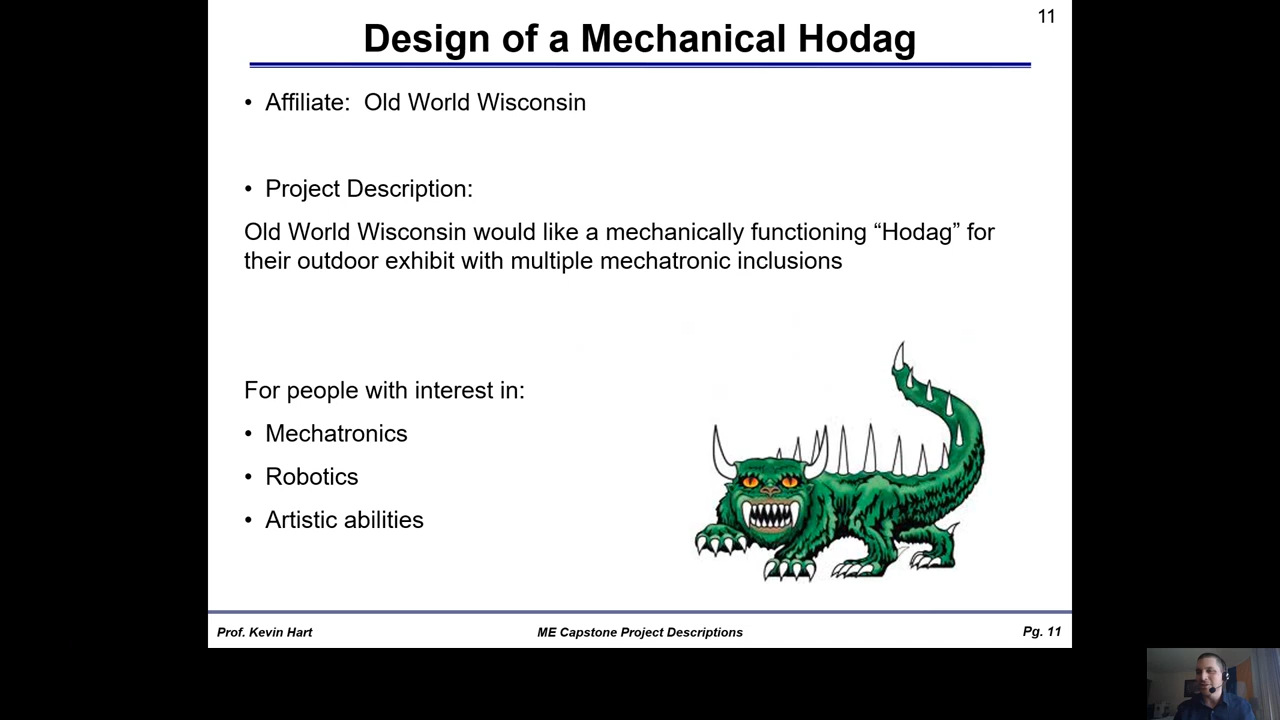 11
Design of a Mechanical Hodag
• Affiliate:  Old World Wisconsin
• Project Description:
Old World Wisconsin would like a mechanically functioning “Hodag” for
their outdoor exhibit with multiple mechatronic inclusions
For people with interest in:
• Mechatronics
• Robotics
• Artistic abilities
Prof. Kevin Hart
ME Capstone Project Descriptions
Pg. 11